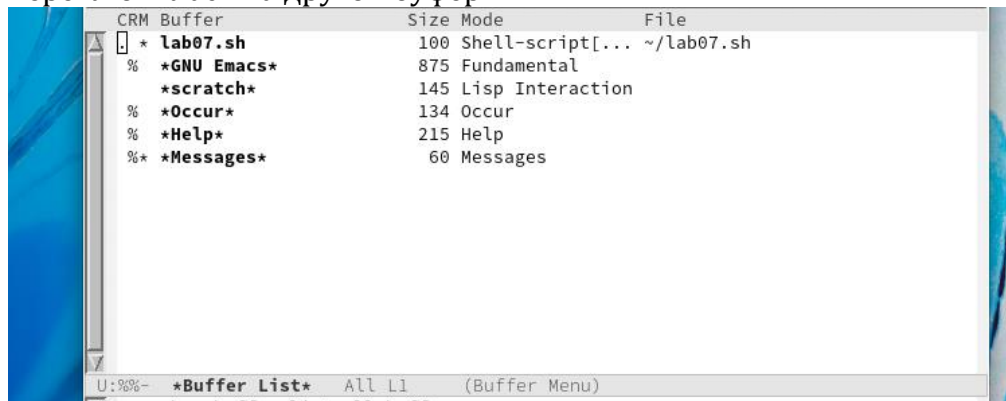 CRM Buffer Size Mode File
. * lab07.sh 100 Shell-script[... ~/lab07.sh
% *GNU Emacs* 875 Fundamental
*scratch* 145 Lisp Interaction
% *Occur* 134 Occur
% *Help* 215 Help
%* *Messages* 60 Messages
U:%%- *Buffer List* All L1 (Buffer Menu)